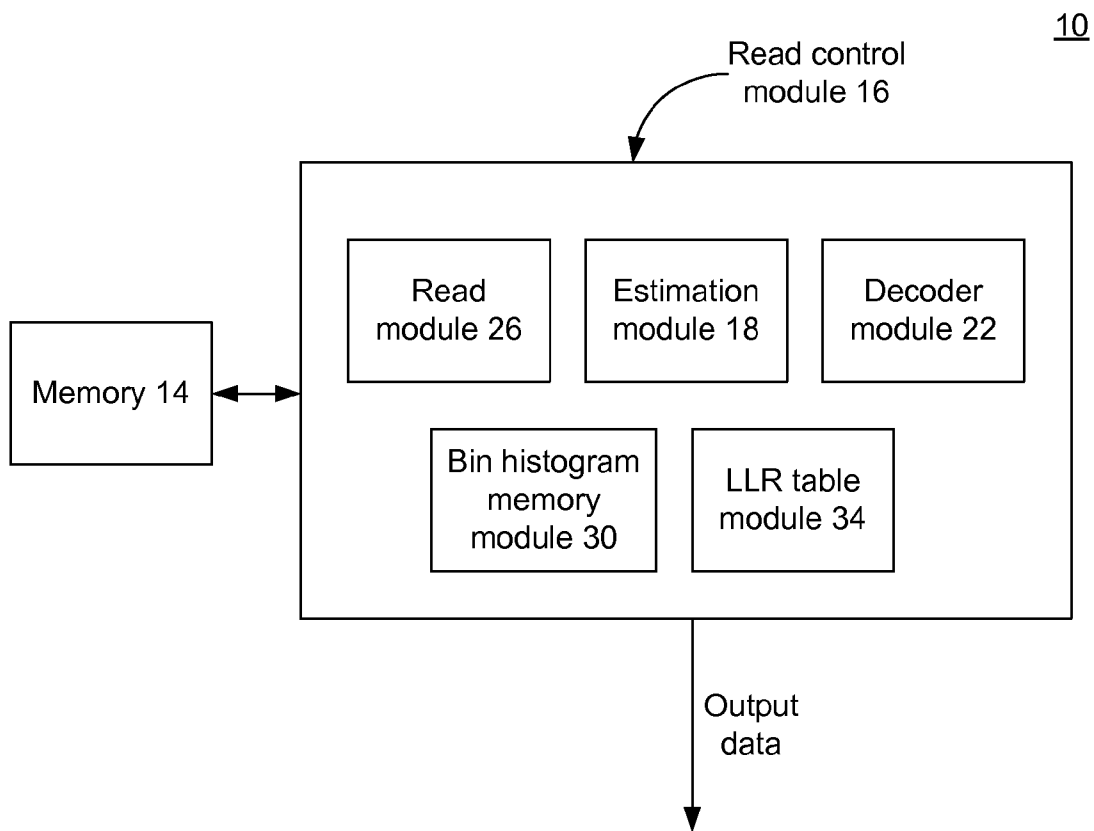 10
Read control
module 16
Read
module 26
Estimation
module 18
Decoder
module 22
Memory 14
Bin histogram
memory
module 30
LLR table
module 34
Output
data